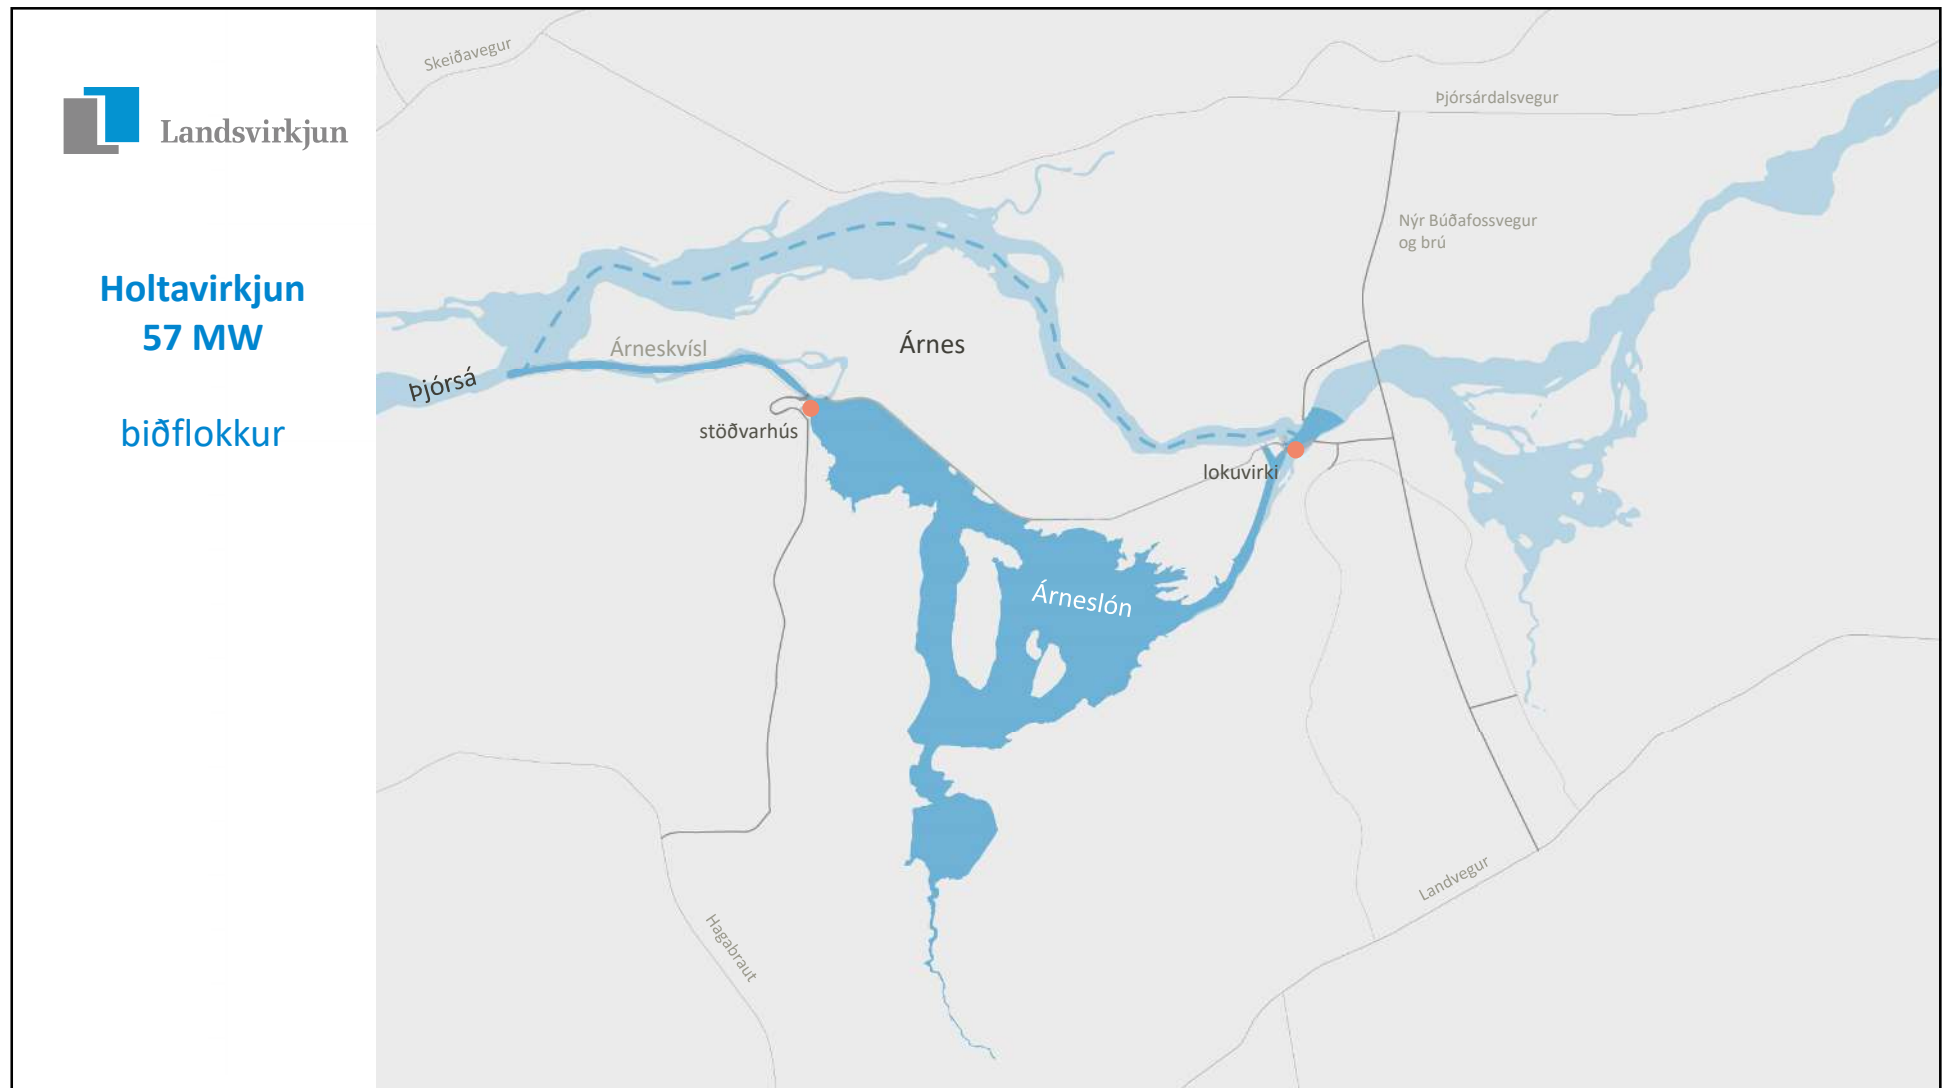 Landsvirkjun
Holtavirkjun
57 MW
biðflokkur
Skeiðavegur
Þjórsárdalsvegur
Nýr Búðafossvegur
og brú
Árneskvísl
Árnes
Þjórsá
stöðvarhús
lokuvirki
Árneslón
Landvegur
Hagabraut